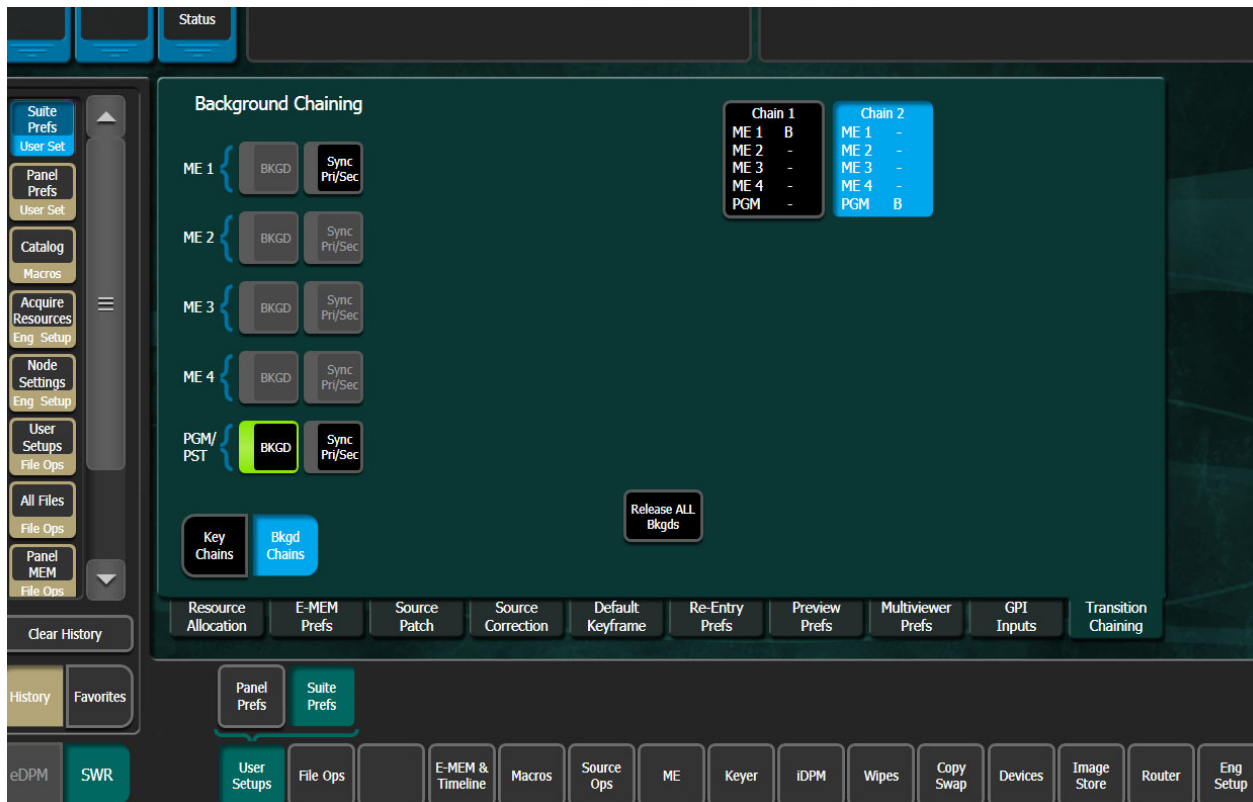 Status
Suite
Prefs
User Set
Panel
Prefs
User Set
Catalog
Macros
Acquire
Resources
Eng Setup
Node
Settings
Eng Setup
User
Setups
File Ops
All Files
File Ops
Panel
MEM
File Ops
Clear History
History Favorites
eDPM SWR
Background Chaining
ME 1 BKGD Sync
Pri/Sec
ME 2 BKGD Sync
Pri/Sec
ME 3 BKGD Sync
Pri/Sec
ME 4 BKGD Sync
Pri/Sec
PGM/
PST BKGD Sync
Pri/Sec
Chain 1
ME 1 B
ME 2 -
ME 3 -
ME 4 -
PGM -
Chain 2
ME 1 -
ME 2 -
ME 3 -
ME 4 -
PGM B
Release ALL
Bkgds
Key
Chains
Bkgd
Chains
Resource
Allocation
E-MEM
Prefs
Source
Patch
Source
Correction
Default
Keyframe
Re-Entry
Prefs
Preview
Prefs
Multiviewer
Prefs
GPI
Inputs
Transition
Chaining
Panel
Prefs
Suite
Prefs
User
Setups
File Ops
E-MEM &
Timeline
Macros
Source
Ops
ME
Keyer
iDPM
Wipes
Copy
Swap
Devices
Image
Store
Router
Eng
Setup